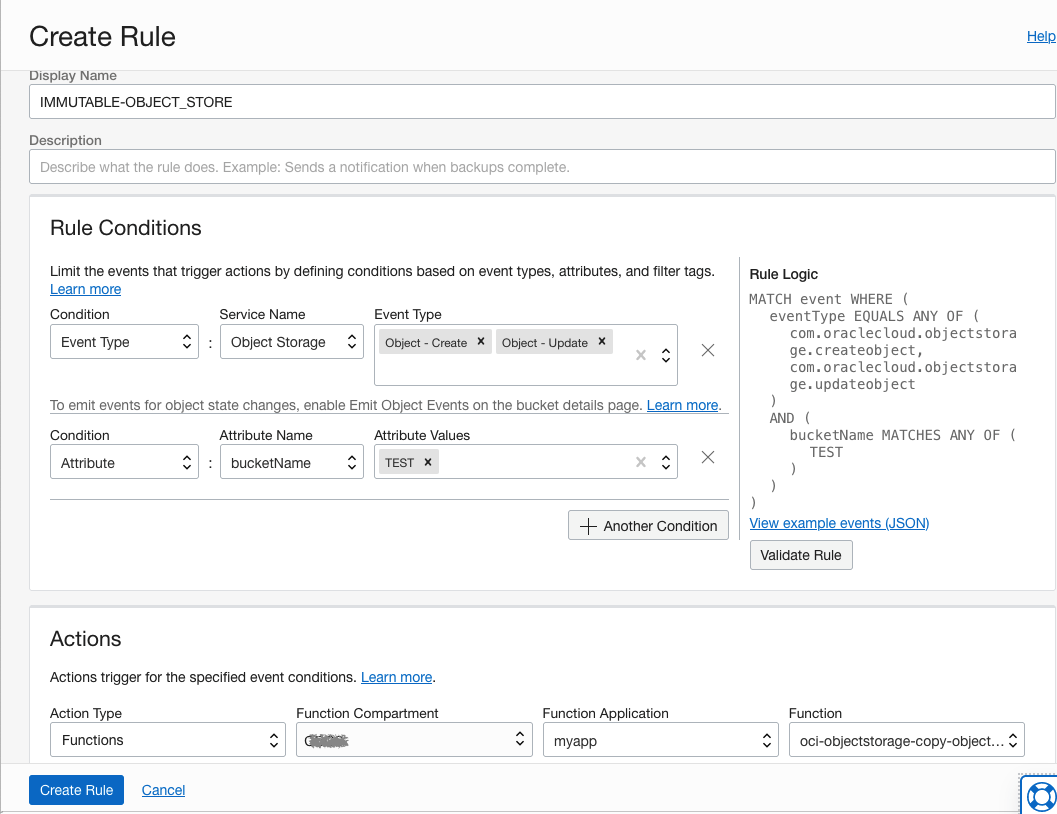 Create Rule
Help
Display Name
IMMUTABLE-OBJECT_STORE
Description
Describe what the rule does. Example: Sends a notification when backups complete.
Rule Conditions
Limit the events that trigger actions by defining conditions based on event types, attributes, and filter tags.
Learn more
Condition
Service Name
Event Type
Event Type
:
Object Storage
Object - Create ×
Object - Update ×
×
To emit events for object state changes, enable Emit Object Events on the bucket details page. Learn more.
Condition
Attribute Name
Attribute Values
Attribute
:
bucketName
TEST ×
×
+ Another Condition
Rule Logic
MATCH event WHERE (
eventType EQUALS ANY OF (
com.oraclecloud.objectstora
ge.createobject,
com.oraclecloud.objectstora
ge.updateobject
)
AND (
bucketName MATCHES ANY OF (
TEST
)
)
)
View example events (JSON)
Validate Rule
Actions
Actions trigger for the specified event conditions. Learn more.
Action Type
Function Compartment
Function Application
Function
Functions
myapp
oci-objectstorage-copy-object...
Create Rule
Cancel